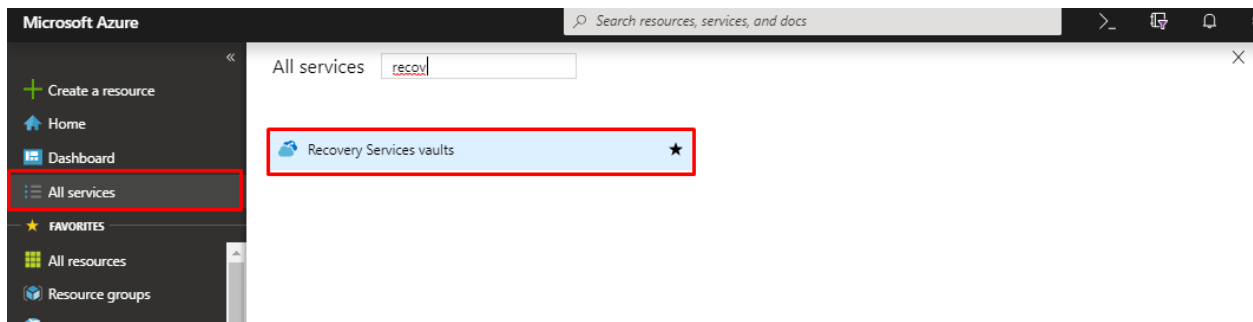 Microsoft Azure
Search resources, services, and docs
All services
recov
Create a resource
Home
Dashboard
All services
FAVORITES
All resources
Resource groups
Recovery Services vaults